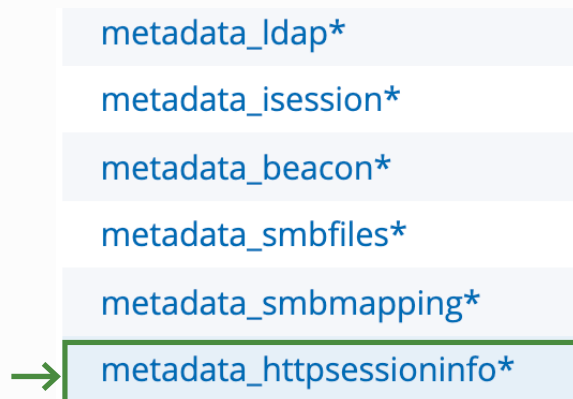 metadata_ldap*
metadata_isession*
metadata_beacon*
metadata_smbfiles*
metadata_smbmapping*
metadata_httpsessioninfo*